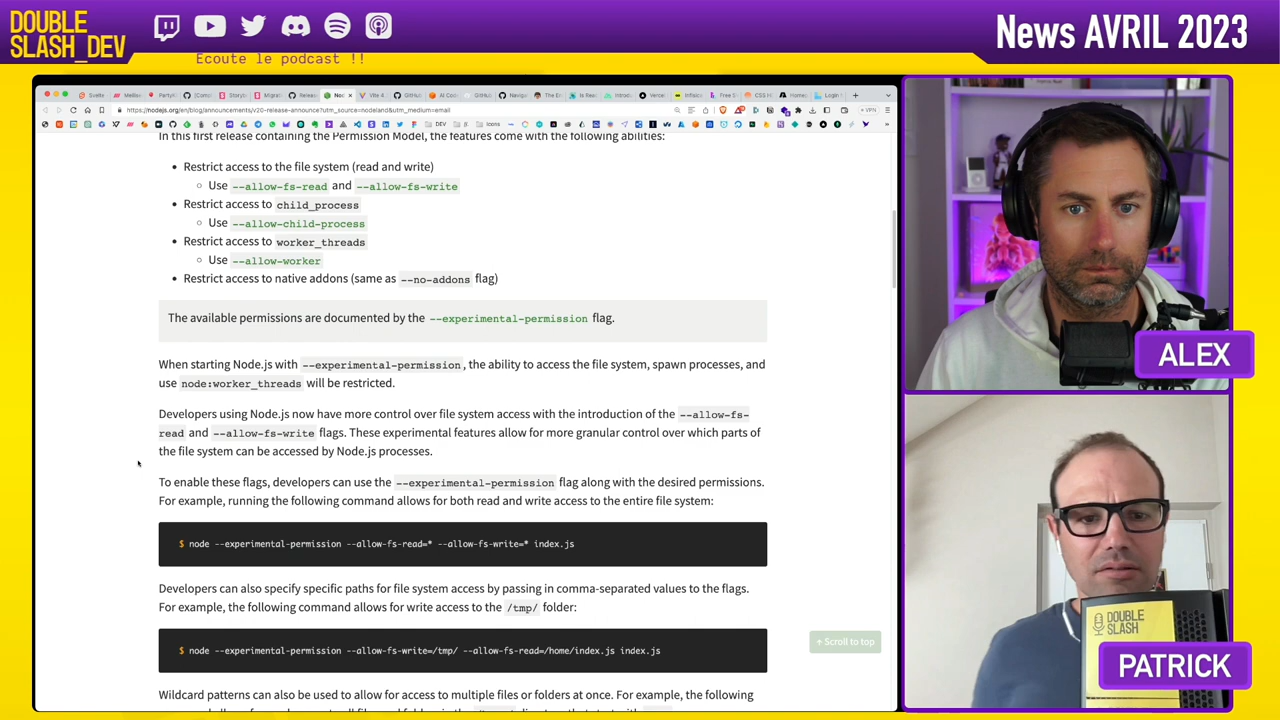 DOUBLE
SLASH_DEV
News AVRIL 2023
Ecoute le podcast !!
https://nodejs.org/en/blog/announcements/v20-release-announce?utm_source=nodeland&utm_medium=email
In this first release containing the Permission Model, the features come with the following abilities:
Restrict access to the file system (read and write)
Use --allow-fs-read and --allow-fs-write
Restrict access to child_process
Use --allow-child-process
Restrict access to worker_threads
Use --allow-worker
Restrict access to native addons (same as --no-addons flag)
The available permissions are documented by the --experimental-permission flag.
When starting Node.js with --experimental-permission, the ability to access the file system, spawn processes, and
use node:worker_threads will be restricted.
Developers using Node.js now have more control over file system access with the introduction of the --allow-fs-
read and --allow-fs-write flags. These experimental features allow for more granular control over which parts of
the file system can be accessed by Node.js processes.
To enable these flags, developers can use the --experimental-permission flag along with the desired permissions.
For example, running the following command allows for both read and write access to the entire file system:
$ node --experimental-permission --allow-fs-read=* --allow-fs-write=* index.js
Developers can also specify specific paths for file system access by passing in comma-separated values to the flags.
For example, the following command allows for write access to the /tmp/ folder:
$ node --experimental-permission --allow-fs-write=/tmp/ --allow-fs-read=/home/index.js index.js
Wildcard patterns can also be used to allow for access to multiple files or folders at once. For example, the following
↑ Scroll to top
ALEX
DOUBLE
SLASH
PATRICK